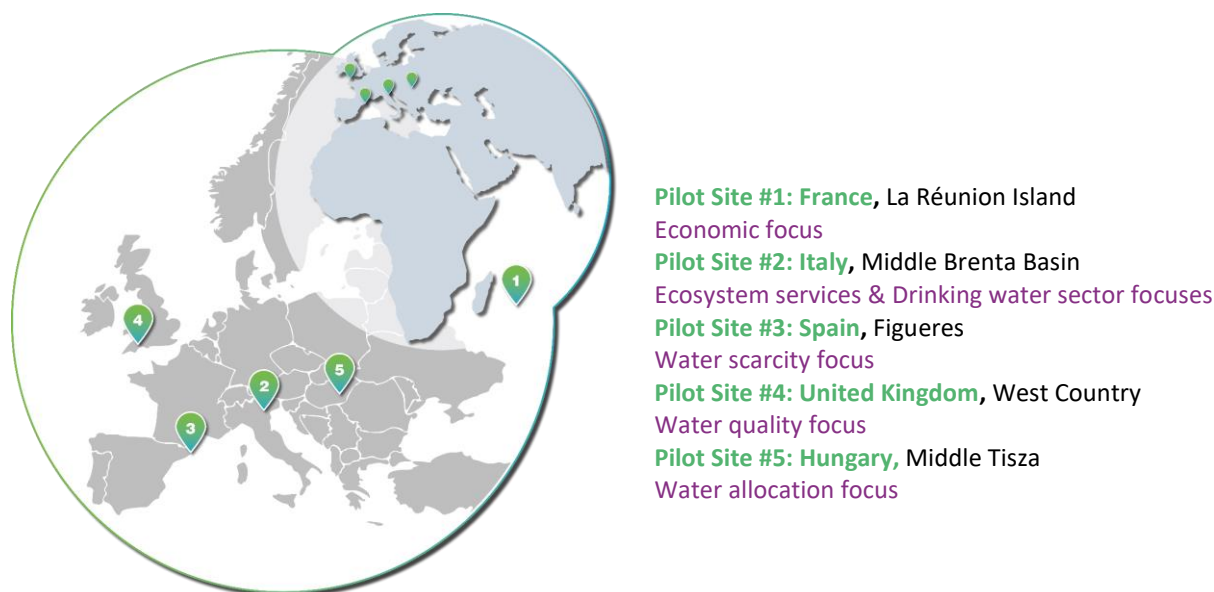 1
4
5
2
3
Pilot Site #1: France, La Réunion Island
Economic focus
Pilot Site #2: Italy, Middle Brenta Basin
Ecosystem services & Drinking water sector focuses
Pilot Site #3: Spain, Figueres
Water scarcity focus
Pilot Site #4: United Kingdom, West Country
Water quality focus
Pilot Site #5: Hungary, Middle Tisza
Water allocation focus